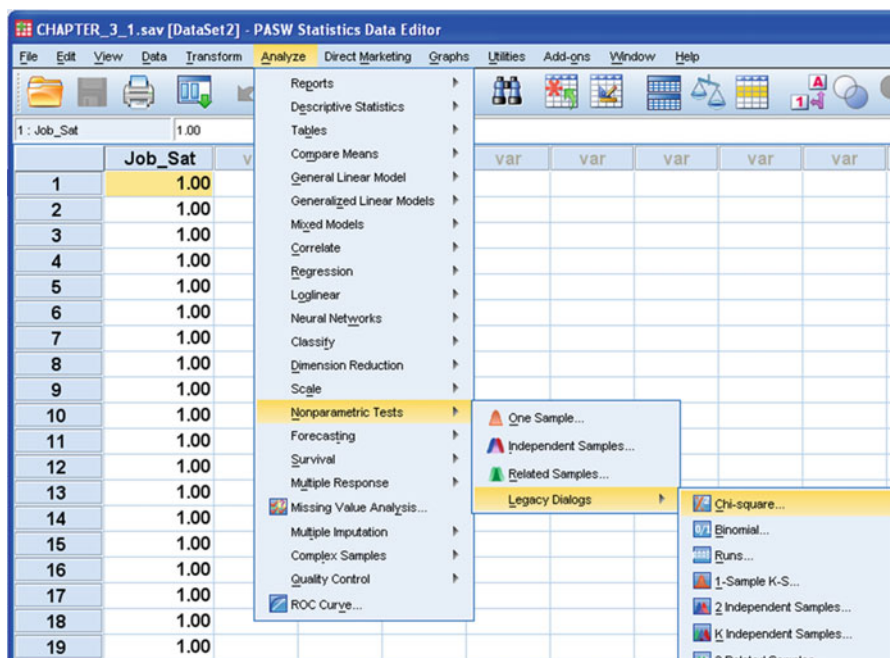 CHAPTER_3_1.sav [DataSet2] - PASW Statistics Data Editor
File Edit View Data Transform Analyze Direct Marketing Graphs Utilities Add-ons Window Help
1 : Job_Sat 1.00
Job_Sat var var var var var
1 1.00
2 1.00
3 1.00
4 1.00
5 1.00
6 1.00
7 1.00
8 1.00
9 1.00
10 1.00
11 1.00
12 1.00
13 1.00
14 1.00
15 1.00
16 1.00
17 1.00
18 1.00
19 1.00
Reports
Descriptive Statistics
Tables
Compare Means
General Linear Model
Generalized Linear Models
Mixed Models
Correlate
Regression
Loglinear
Neural Networks
Classify
Dimension Reduction
Scale
Nonparametric Tests
Forecasting
Survival
Multiple Response
Missing Value Analysis...
Multiple Imputation
Complex Samples
Quality Control
ROC Curve...
One Sample...
Independent Samples...
Related Samples...
Legacy Dialogs
Chi-square...
0/1 Binomial...
Runs...
1-Sample K-S...
2 Independent Samples...
K Independent Samples...